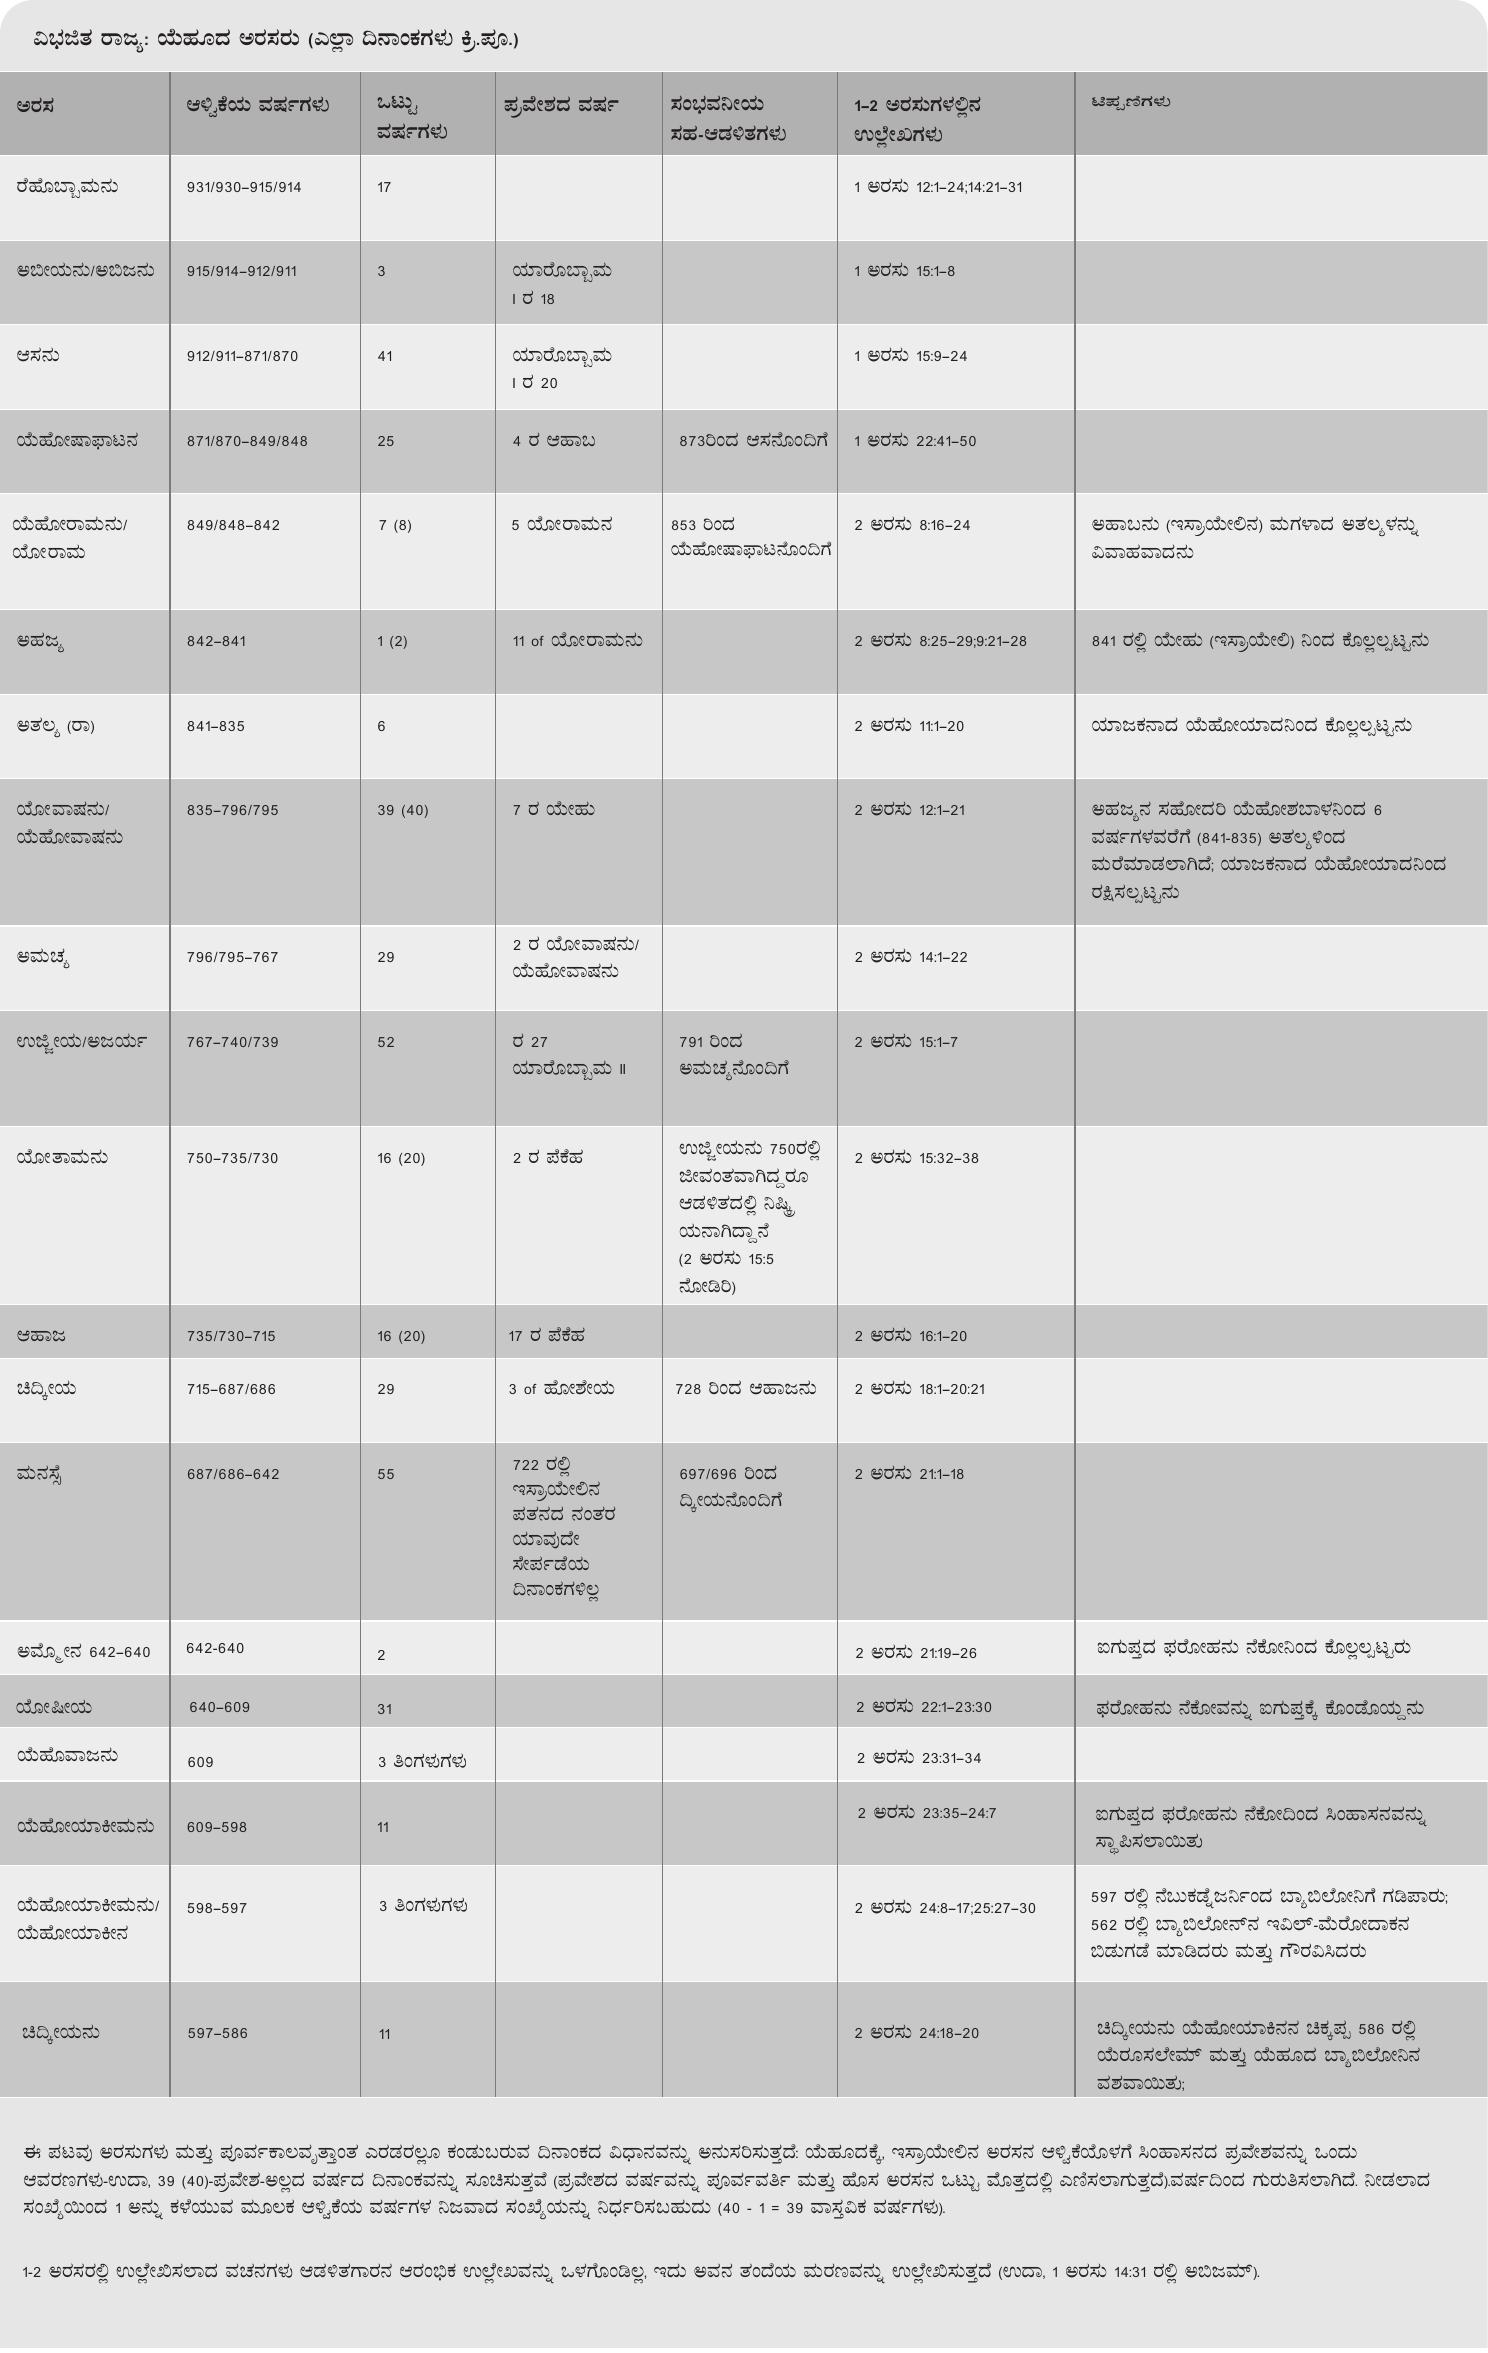 ವಿಭಜಿತ ರಾಜ್ಯ: ಯೆಹೂದ ಅರಸರು (ಎಲ್ಲಾ ದಿನಾಂಕಗಳು ಕ್ರಿ.ಪೂ.)
ಅರಸ
ಆಳ್ವಿಕೆಯ ವರ್ಷಗಳು
ಒಟ್ಟು
ವರ್ಷಗಳು
ಪ್ರವೇಶದ ವರ್ಷ
ಸಂಭವನೀಯ
ಸಹ-ಆಡಳಿತಗಳು
1–2 ಅರಸುಗಳಲ್ಲಿನ
ಉಲ್ಲೇಖಿಗಳು
ಟಿಪ್ಪಣಿಗಳು
ರೆಹೊಬ್ಬಾಮನು
931/930–915/914
17
1 ಅರಸು 12:1–24;14:21–31
ಅಬೀಯನು/ಅಬಿಜನು
915/914–912/911
3
ಯಾರೊಬ್ಬಾಮ
I ರ 18
1 ಅರಸು 15:1–8
ಆಸನು
912/911–871/870
41
ಯಾರೊಬ್ಬಾಮ
I ರ 20
1 ಅರಸು 15:9–24
ಯೆಹೋಷಾಫಾಟನ
871/870–849/848
25
4 ರ ಆಹಾಬ
873ರಿಂದ ಆಸನೊಂದಿಗೆ
1 ಅರಸು 22:41–50
ಯೆಹೋರಾಮನು/
ಯೋರಾಮ
849/848–842
7 (8)
5 ಯೋರಾಮನ
853 ರಿಂದ
ಯೆಹೋಷಾಫಾಟನೊಂದಿಗೆ
2 ಅರಸು 8:16–24
ಅಹಾಬನು (ಇಸ್ರಾಯೇಲಿನ) ಮಗಳಾದ ಅತಲ್ಯಳನ್ನು
ವಿವಾಹವಾದನು
ಅಹಜ್ಯ
842–841
1 (2)
11 of ಯೋರಾಮನು
2 ಅರಸು 8:25–29;9:21–28
841 ರಲ್ಲಿ ಯೇಹು (ಇಸ್ರಾಯೇಲಿ) ನಿಂದ ಕೊಲ್ಲಲ್ಪಟ್ಟನು
ಅತಲ್ಯ (ರಾ)
841–835
6
2 ಅರಸು 11:1–20
ಯಾಜಕನಾದ ಯೆಹೋಯಾದನಿಂದ ಕೊಲ್ಲಲ್ಪಟ್ಟನು
ಯೋವಾಷನು/
ಯೆಹೋವಾಷನು
835–796/795
39 (40)
7 ರ ಯೇಹು
2 ಅರಸು 12:1–21
ಅಹಜ್ಯನ ಸಹೋದರಿ ಯೆಹೋಶಬಾಳನಿಂದ 6
ವರ್ಷಗಳವರೆಗೆ (841-835) ಅತಲ್ಯಳಿಂದ
ಮರೆಮಾಡಲಾಗಿದೆ; ಯಾಜಕನಾದ ಯೆಹೋಯಾದನಿಂದ
ರಕ್ಷಿಸಲ್ಪಟ್ಟನು
ಅಮಚ್ಯ
796/795–767
29
2 ರ ಯೋವಾಷನು/
ಯೆಹೋವಾಷನು
2 ಅರಸು 14:1–22
ಉಜ್ಜೀಯ/ಅಜರ್ಯ
767–740/739
52
ರ 27
ಯಾರೊಬ್ಬಾಮ II
791 ರಿಂದ
ಅಮಚ್ಯನೊಂದಿಗೆ
2 ಅರಸು 15:1–7
ಯೋತಾಮನು
750–735/730
16 (20)
2 ರ ಪೆಕೆಹ
ಉಜ್ಜೀಯನು 750ರಲ್ಲಿ
ಜೀವಂತವಾಗಿದ್ದರೂ
ಆಡಳಿತದಲ್ಲಿ ನಿಷ್ಕ್ರಿ
ಯನಾಗಿದ್ದಾನೆ
(2 ಅರಸು 15:5
ನೋಡಿರಿ)
2 ಅರಸು 15:32–38
ಆಹಾಜ
735/730–715
16 (20)
17 ರ ಪೆಕೆಹ
2 ಅರಸು 16:1–20
ಚಿದ್ಕೀಯ
715–687/686
29
3 of ಹೋಶೇಯ
728 ರಿಂದ ಆಹಾಜನು
2 ಅರಸು 18:1–20:21
ಮನಸ್ಸೆ
687/686–642
55
722 ರಲ್ಲಿ
ಇಸ್ರಾಯೇಲಿನ
ಪತನದ ನಂತರ
ಯಾವುದೇ
ಸೇರ್ಪಡೆಯ
ದಿನಾಂಕಗಳಿಲ್ಲ
697/696 ರಿಂದ
ದ್ಕೀಯನೊಂದಿಗೆ
2 ಅರಸು 21:1–18
ಅಮ್ಮೋನ 642–640
642-640
2
2 ಅರಸು 21:19–26
ಐಗುಪ್ತದ ಫರೋಹನು ನೆಕೋನಿಂದ ಕೊಲ್ಲಲ್ಪಟ್ಟರು
ಯೋಷೀಯ
640–609
31
2 ಅರಸು 22:1–23:30
ಫರೋಹನು ನೆಕೋವನ್ನು ಐಗುಪ್ತಕ್ಕೆ ಕೊಂಡೊಯ್ದನು
ಯೆಹೊವಾಜನು
609
3 ತಿಂಗಳುಗಳು
2 ಅರಸು 23:31–34
ಯೆಹೋಯಾಕೀಮನು
609–598
11
2 ಅರಸು 23:35–24:7
ಐಗುಪ್ತದ ಫರೋಹನು ನೆಕೋದಿಂದ ಸಿಂಹಾಸನವನ್ನು
ಸ್ಥಾಪಿಸಲಾಯಿತು
ಯೆಹೋಯಾಕೀಮನು/
ಯೆಹೋಯಾಕೀನ
598–597
3 ತಿಂಗಳುಗಳು
2 ಅರಸು 24:8–17;25:27–30
597 ರಲ್ಲಿ ನೆಬುಕಡ್ನೆಜರ್ನಿಂದ ಬ್ಯಾಬಿಲೋನಿಗೆ ಗಡಿಪಾರು;
562 ರಲ್ಲಿ ಬ್ಯಾಬಿಲೋನ್‌ನ ಇವಿಲ್-ಮೆರೋದಾಕನ
ಬಿಡುಗಡೆ ಮಾಡಿದರು ಮತ್ತು ಗೌರವಿಸಿದರು
ಚಿದ್ಕೀಯನು
597–586
11
2 ಅರಸು 24:18–20
ಚಿದ್ಕೀಯನು ಯೆಹೋಯಾಕಿನನ ಚಿಕ್ಕಪ್ಪ 586 ರಲ್ಲಿ
ಯೆರೂಸಲೇಮ್ ಮತ್ತು ಯೆಹೂದ ಬ್ಯಾಬಿಲೋನಿನ
ವಶವಾಯಿತು;
ಈ ಪಟವು ಅರಸುಗಳು ಮತ್ತು ಪೂರ್ವಕಾಲವೃತ್ತಾಂತ ಎರಡರಲ್ಲೂ ಕಂಡುಬರುವ ದಿನಾಂಕದ ವಿಧಾನವನ್ನು ಅನುಸರಿಸುತ್ತದೆ: ಯೆಹೂದಕ್ಕೆ, ಇಸ್ರಾಯೇಲಿನ ಅರಸನ ಆಳ್ವಿಕೆಯೊಳಗೆ ಸಿಂಹಾಸನದ ಪ್ರವೇಶವನ್ನು ಒಂದು
ಆವರಣಗಳು-ಉದಾ, 39 (40)-ಪ್ರವೇಶ-ಅಲ್ಲದ ವರ್ಷದ ದಿನಾಂಕವನ್ನು ಸೂಚಿಸುತ್ತವೆ (ಪ್ರವೇಶದ ವರ್ಷವನ್ನು ಪೂರ್ವವರ್ತಿ ಮತ್ತು ಹೊಸ ಅರಸನ ಒಟ್ಟು ಮೊತ್ತದಲ್ಲಿ ಎಣಿಸಲಾಗುತ್ತದೆ).ವರ್ಷದಿಂದ ಗುರುತಿಸಲಾಗಿದೆ. ನೀಡಲಾದ
ಸಂಖ್ಯೆಯಿಂದ 1 ಅನ್ನು ಕಳೆಯುವ ಮೂಲಕ ಆಳ್ವಿಕೆಯ ವರ್ಷಗಳ ನಿಜವಾದ ಸಂಖ್ಯೆಯನ್ನು ನಿರ್ಧರಿಸಬಹುದು (40 - 1 = 39 ವಾಸ್ತವಿಕ ವರ್ಷಗಳು).
1-2 ಅರಸರಲ್ಲಿ ಉಲ್ಲೇಖಿಸಲಾದ ವಚನಗಳು ಆಡಳಿತಗಾರನ ಆರಂಭಿಕ ಉಲ್ಲೇಖವನ್ನು ಒಳಗೊಂಡಿಲ್ಲ, ಇದು ಅವನ ತಂದೆಯ ಮರಣವನ್ನು ಉಲ್ಲೇಖಿಸುತ್ತದೆ (ಉದಾ, 1 ಅರಸು 14:31 ರಲ್ಲಿ ಅಬಿಜಮ್).